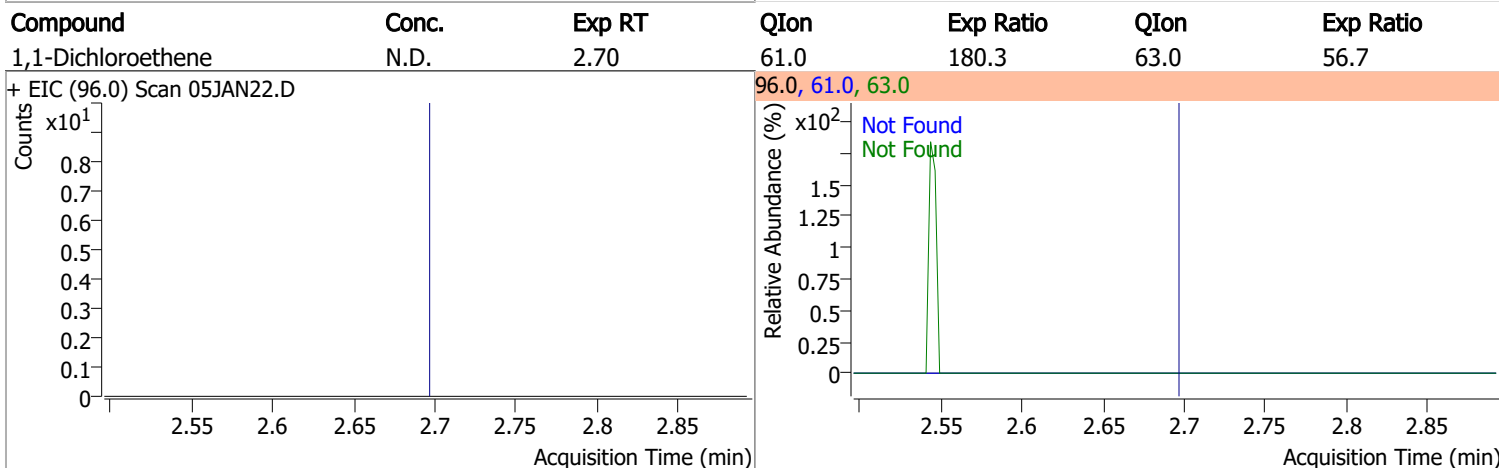 Compound Conc. Exp RT QIon Exp Ratio QIon Exp Ratio
1,1-Dichloroethene N.D. 2.70 61.0 180.3 63.0 56.7
+ EIC (96.0) Scan 05JAN22.D
Counts
x10¹
0.8
0.7
0.6
0.5
0.4
0.3
0.2
0.1
0
2.55 2.6 2.65 2.7 2.75 2.8 2.85
Acquisition Time (min)
96.0, 61.0, 63.0
Relative Abundance (%)
x10²
Not Found
Not Found
1.5
1.25
1
0.75
0.5
0.25
0
2.55 2.6 2.65 2.7 2.75 2.8 2.85
Acquisition Time (min)